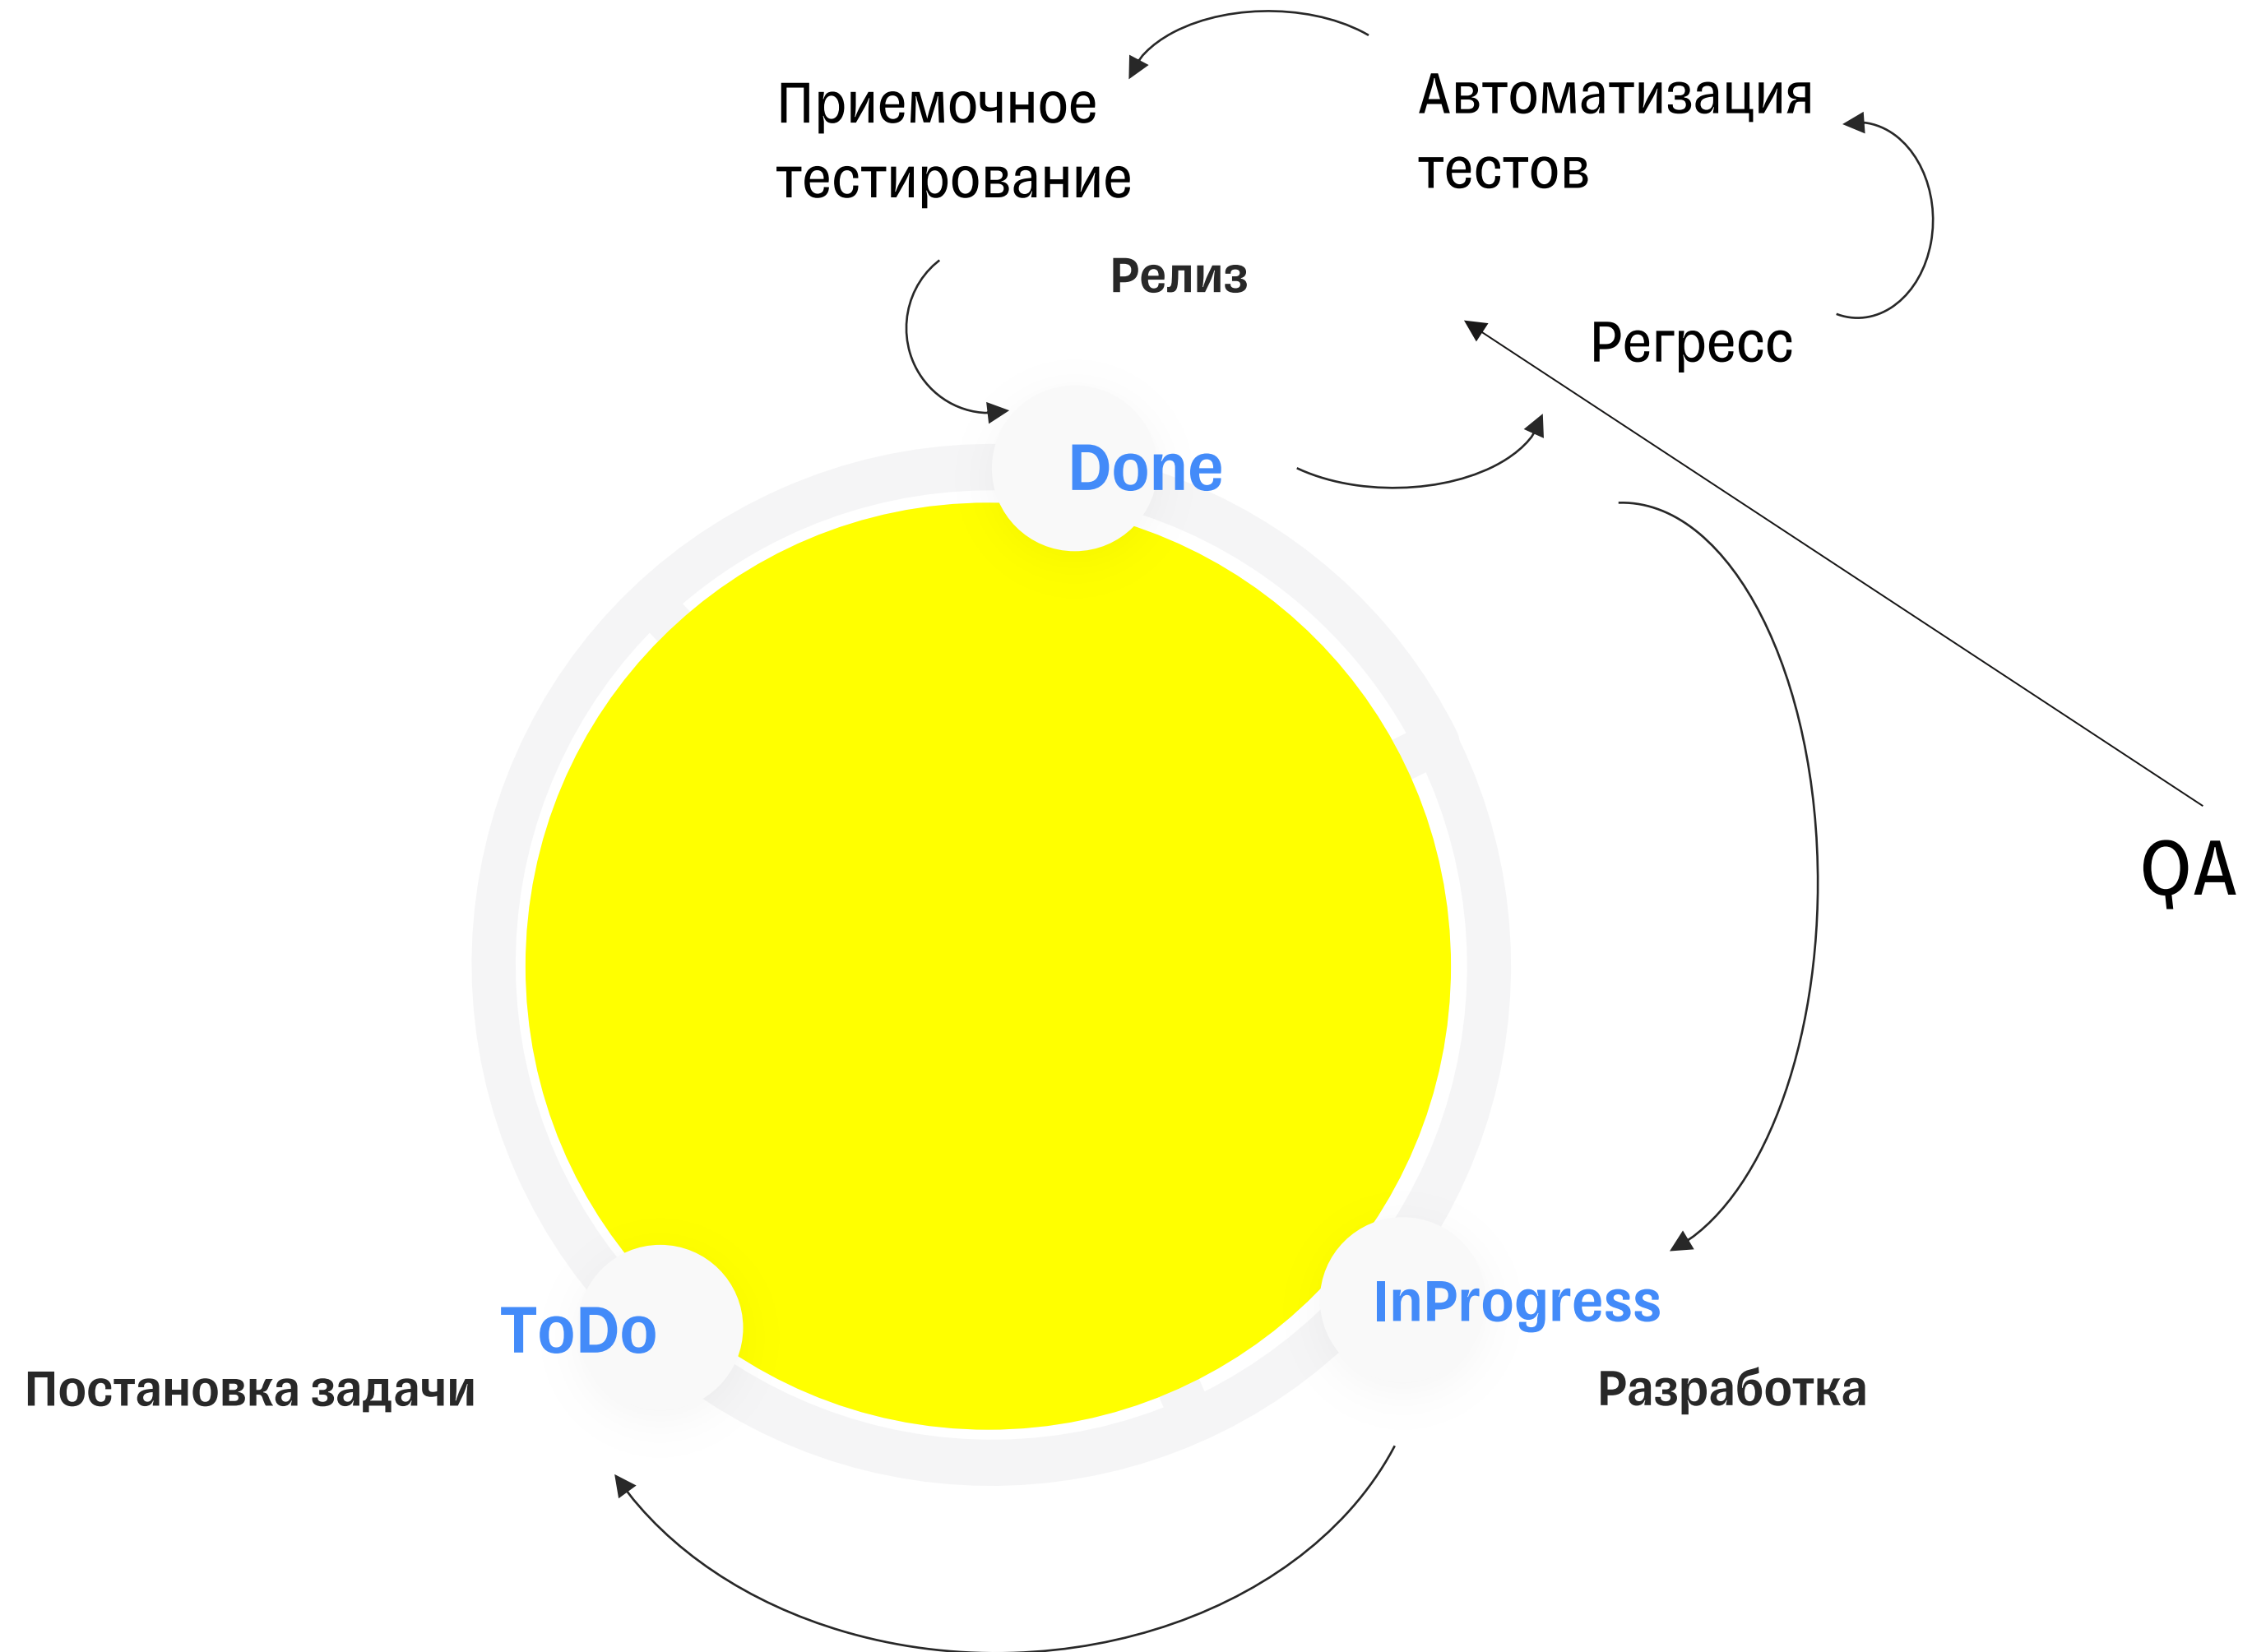 Приемочное
тестирование
Автоматизация
тестов
Релиз
Регресс
Done
QA
InProgress
Разработка
ToDo
Постановка задачи